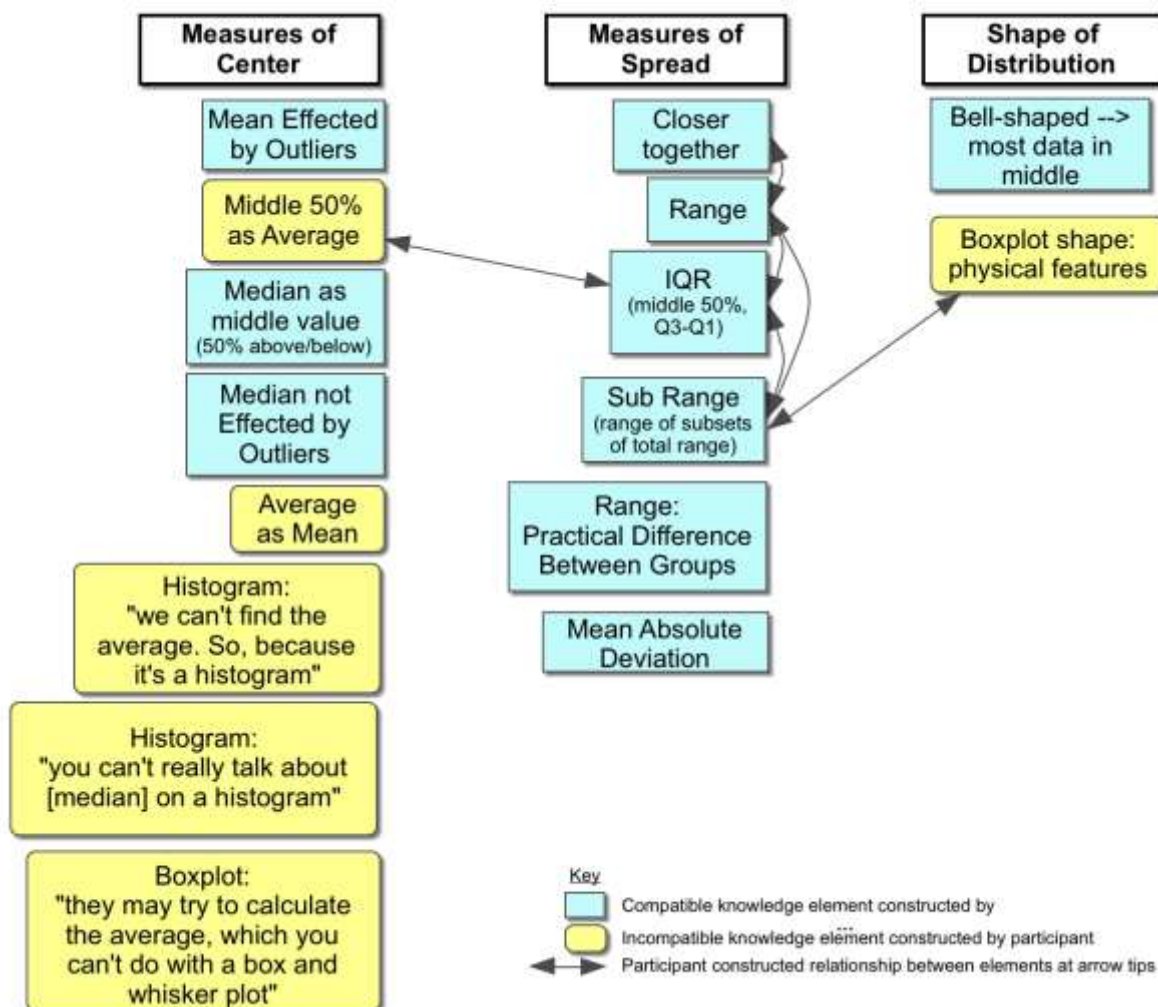 Measures of
Center
Mean Effected
by Outliers
Middle 50%
as Average
Median as
middle value
(50% above/below)
Median not
Effected by
Outliers
Average
as Mean
Histogram:
"we can't find the
average. So, because
it's a histogram"
Histogram:
"you can't really talk about
[median] on a histogram"
Boxplot:
"they may try to calculate
the average, which you
can't do with a box and
whisker plot"
Measures of
Spread
Closer
together
Range
IQR
(middle 50%,
Q3-Q1)
Sub Range
(range of subsets
of total range)
Range:
Practical Difference
Between Groups
Mean Absolute
Deviation
Shape of
Distribution
Bell-shaped -->
most data in
middle
Boxplot shape:
physical features
Key
Compatible knowledge element constructed by
...
Incompatible knowledge element constructed by participant
Participant constructed relationship between elements at arrow tips